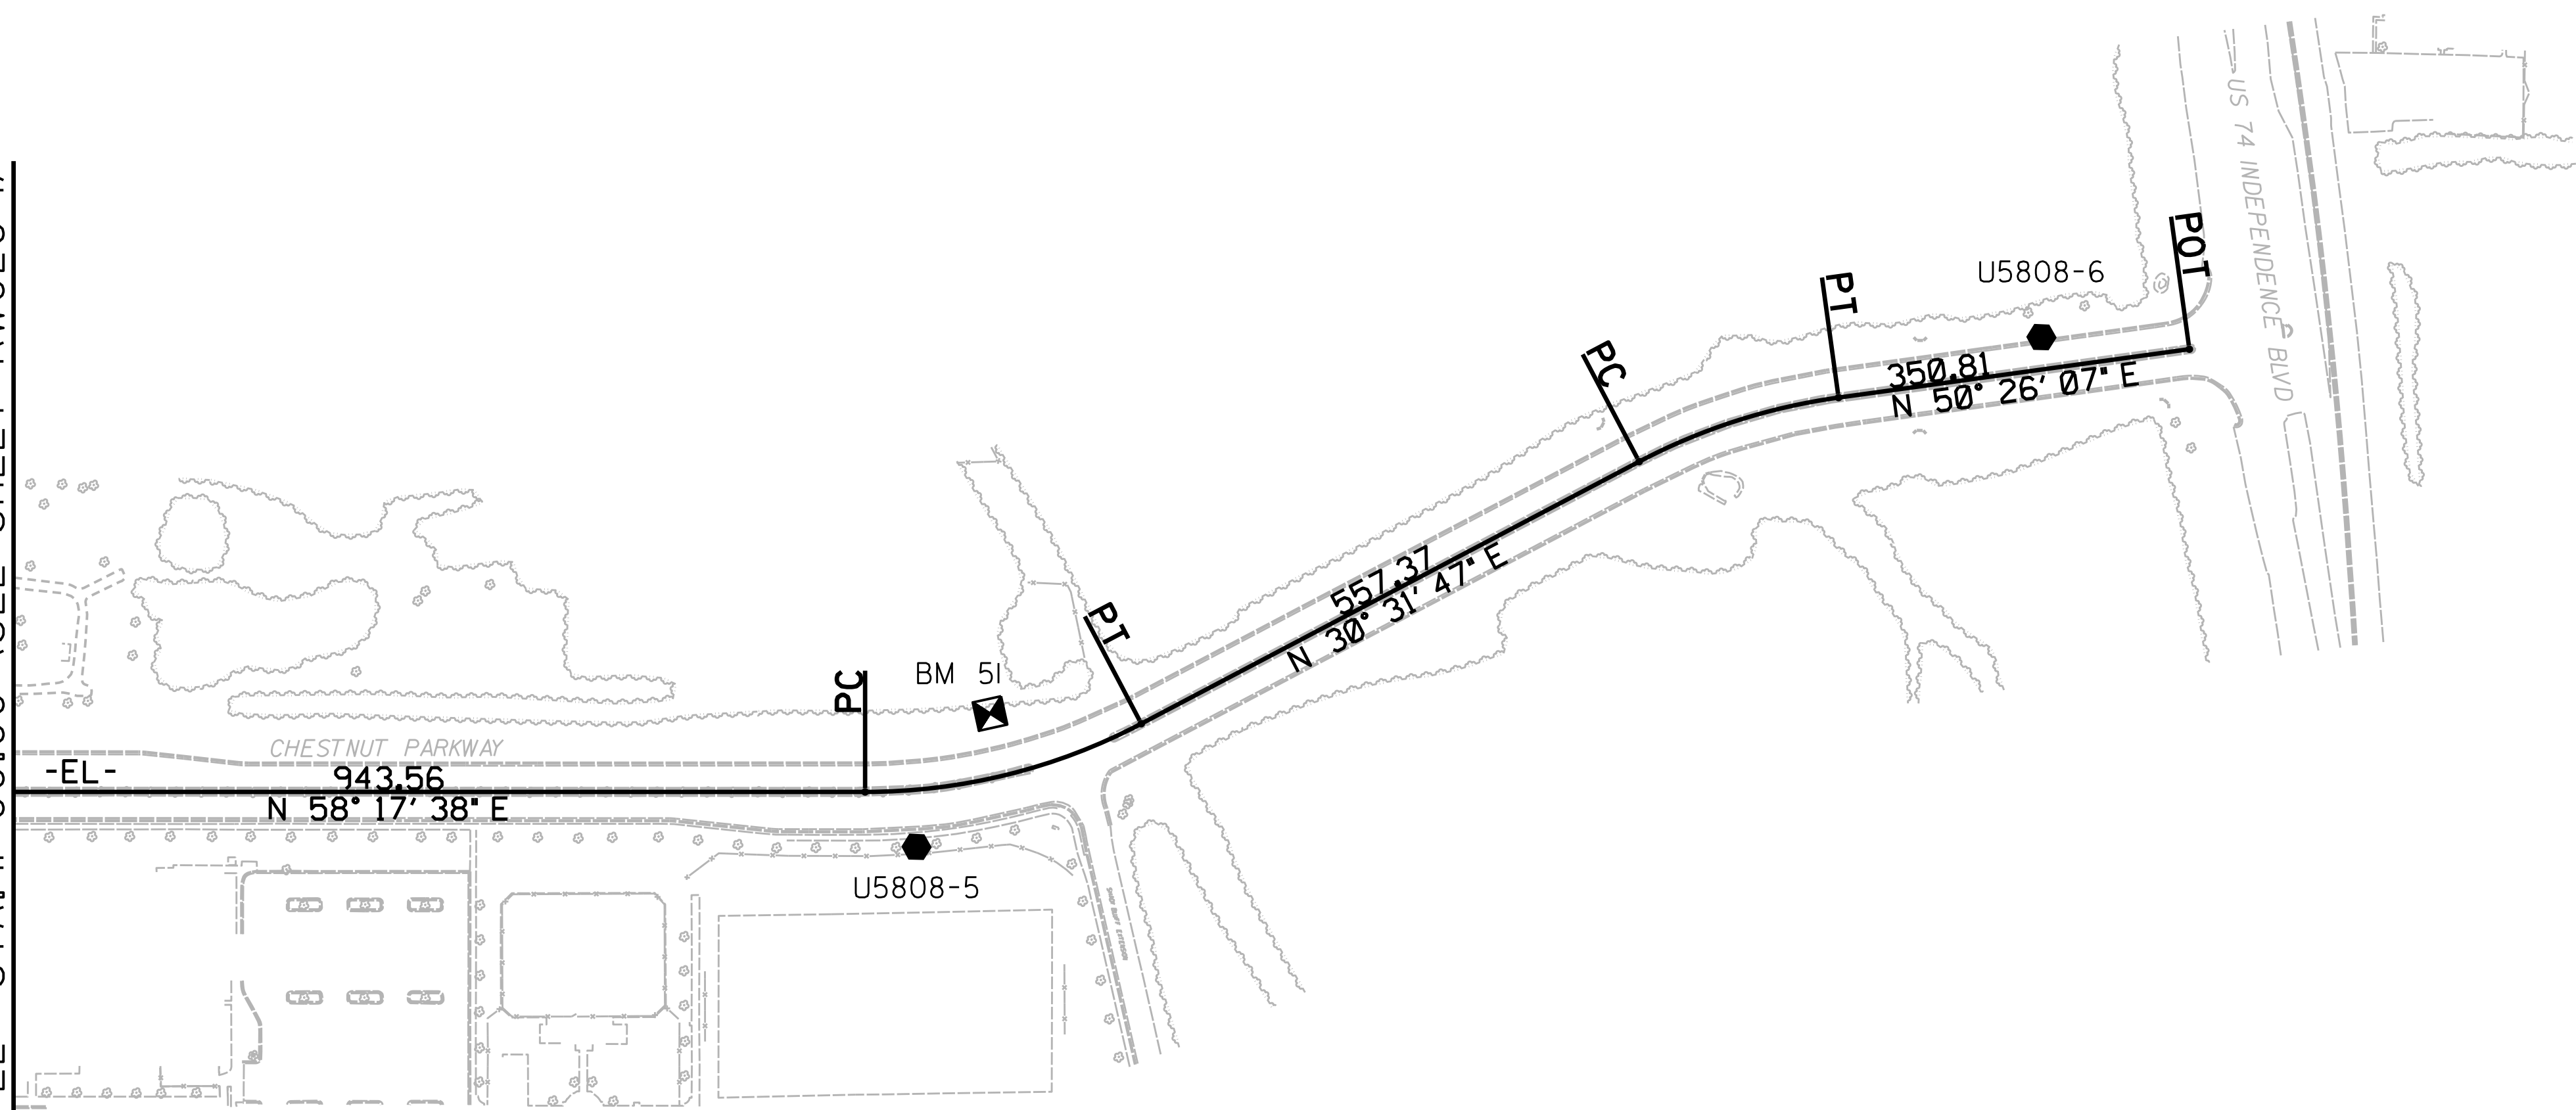 US 74 INDEPENDENCE BLVD
POT
U5808-6
PT
350.81
N 50° 26' 07" E
PC
557.37
N 30° 31' 47" E
PT
BM 51
PC
CHESTNUT PARKWAY
-EL-
943.56
N 58° 17' 38" E
U5808-5